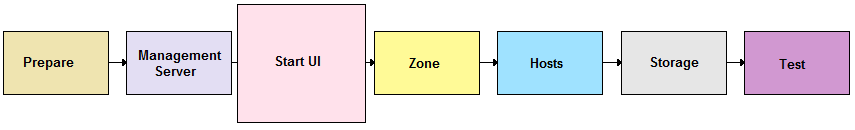 Prepare
Management
Server
Start UI
Zone
Hosts
Storage
Test